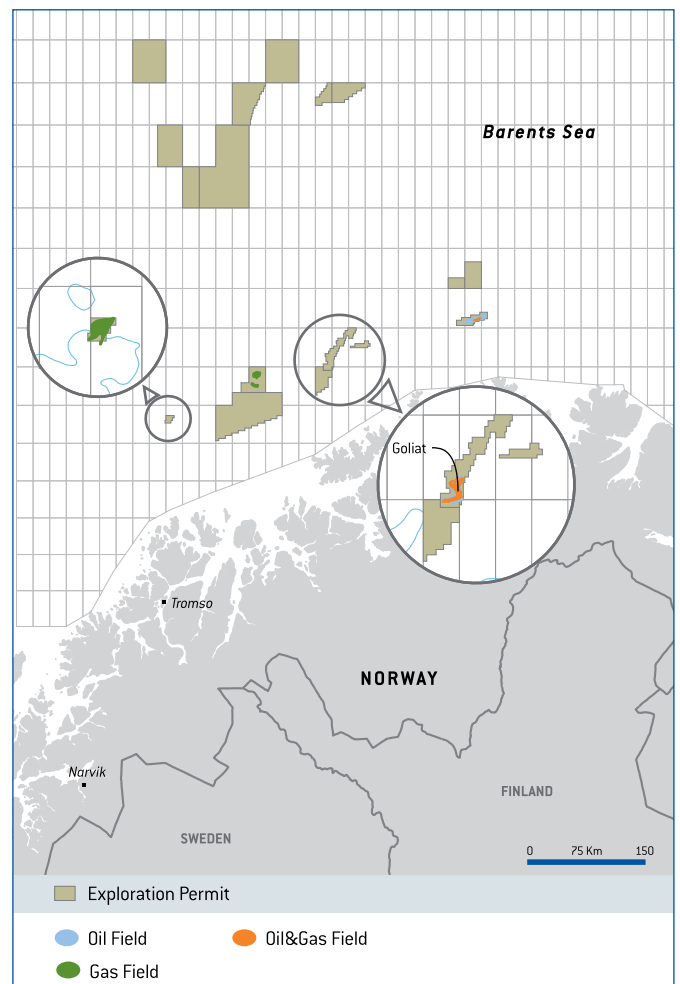 Barents Sea
Goliat
Tromso
NORWAY
Narvik
FINLAND
SWEDEN
0 75 Km 150
Exploration Permit
Oil Field
Oil&Gas Field
Gas Field